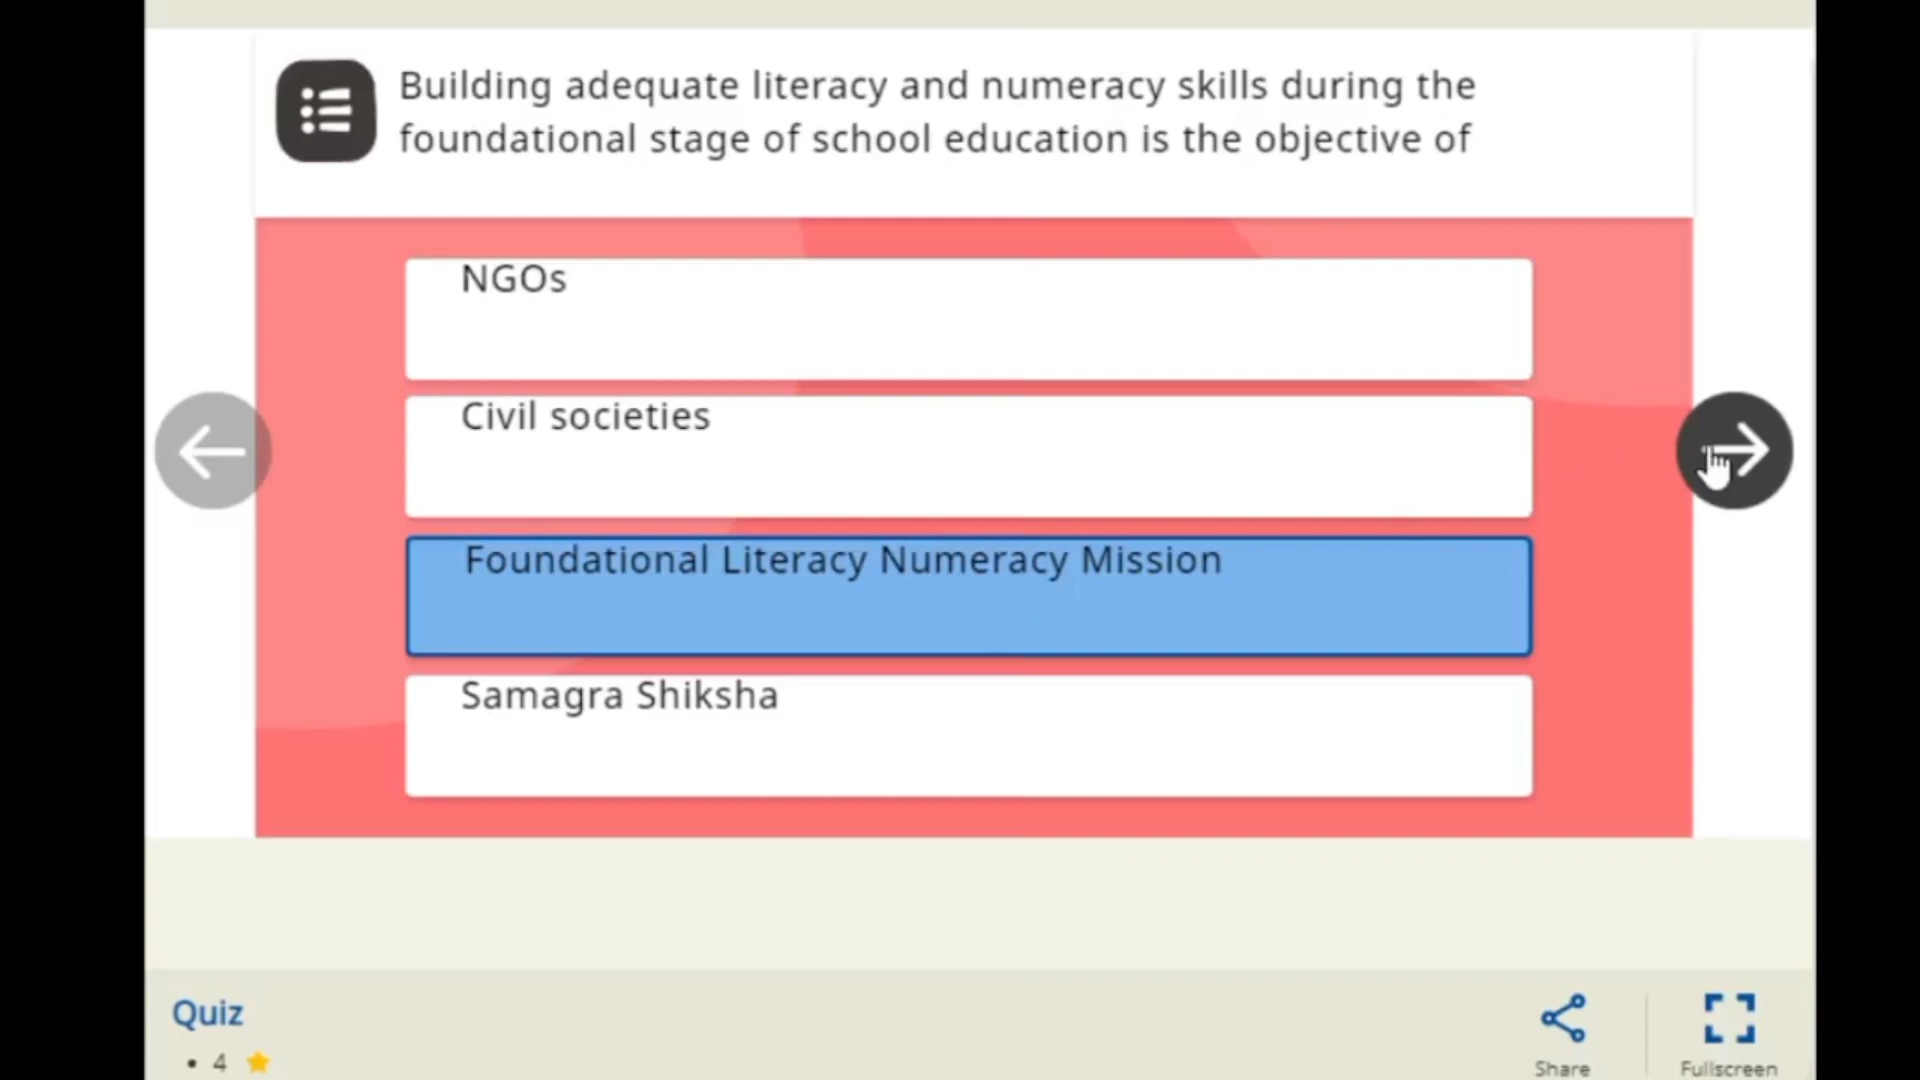 Building adequate literacy and numeracy skills during the
foundational stage of school education is the objective of
NGOs
Civil societies
Foundational Literacy Numeracy Mission
Samagra Shiksha
Quiz
• 4
Share
Fullscreen